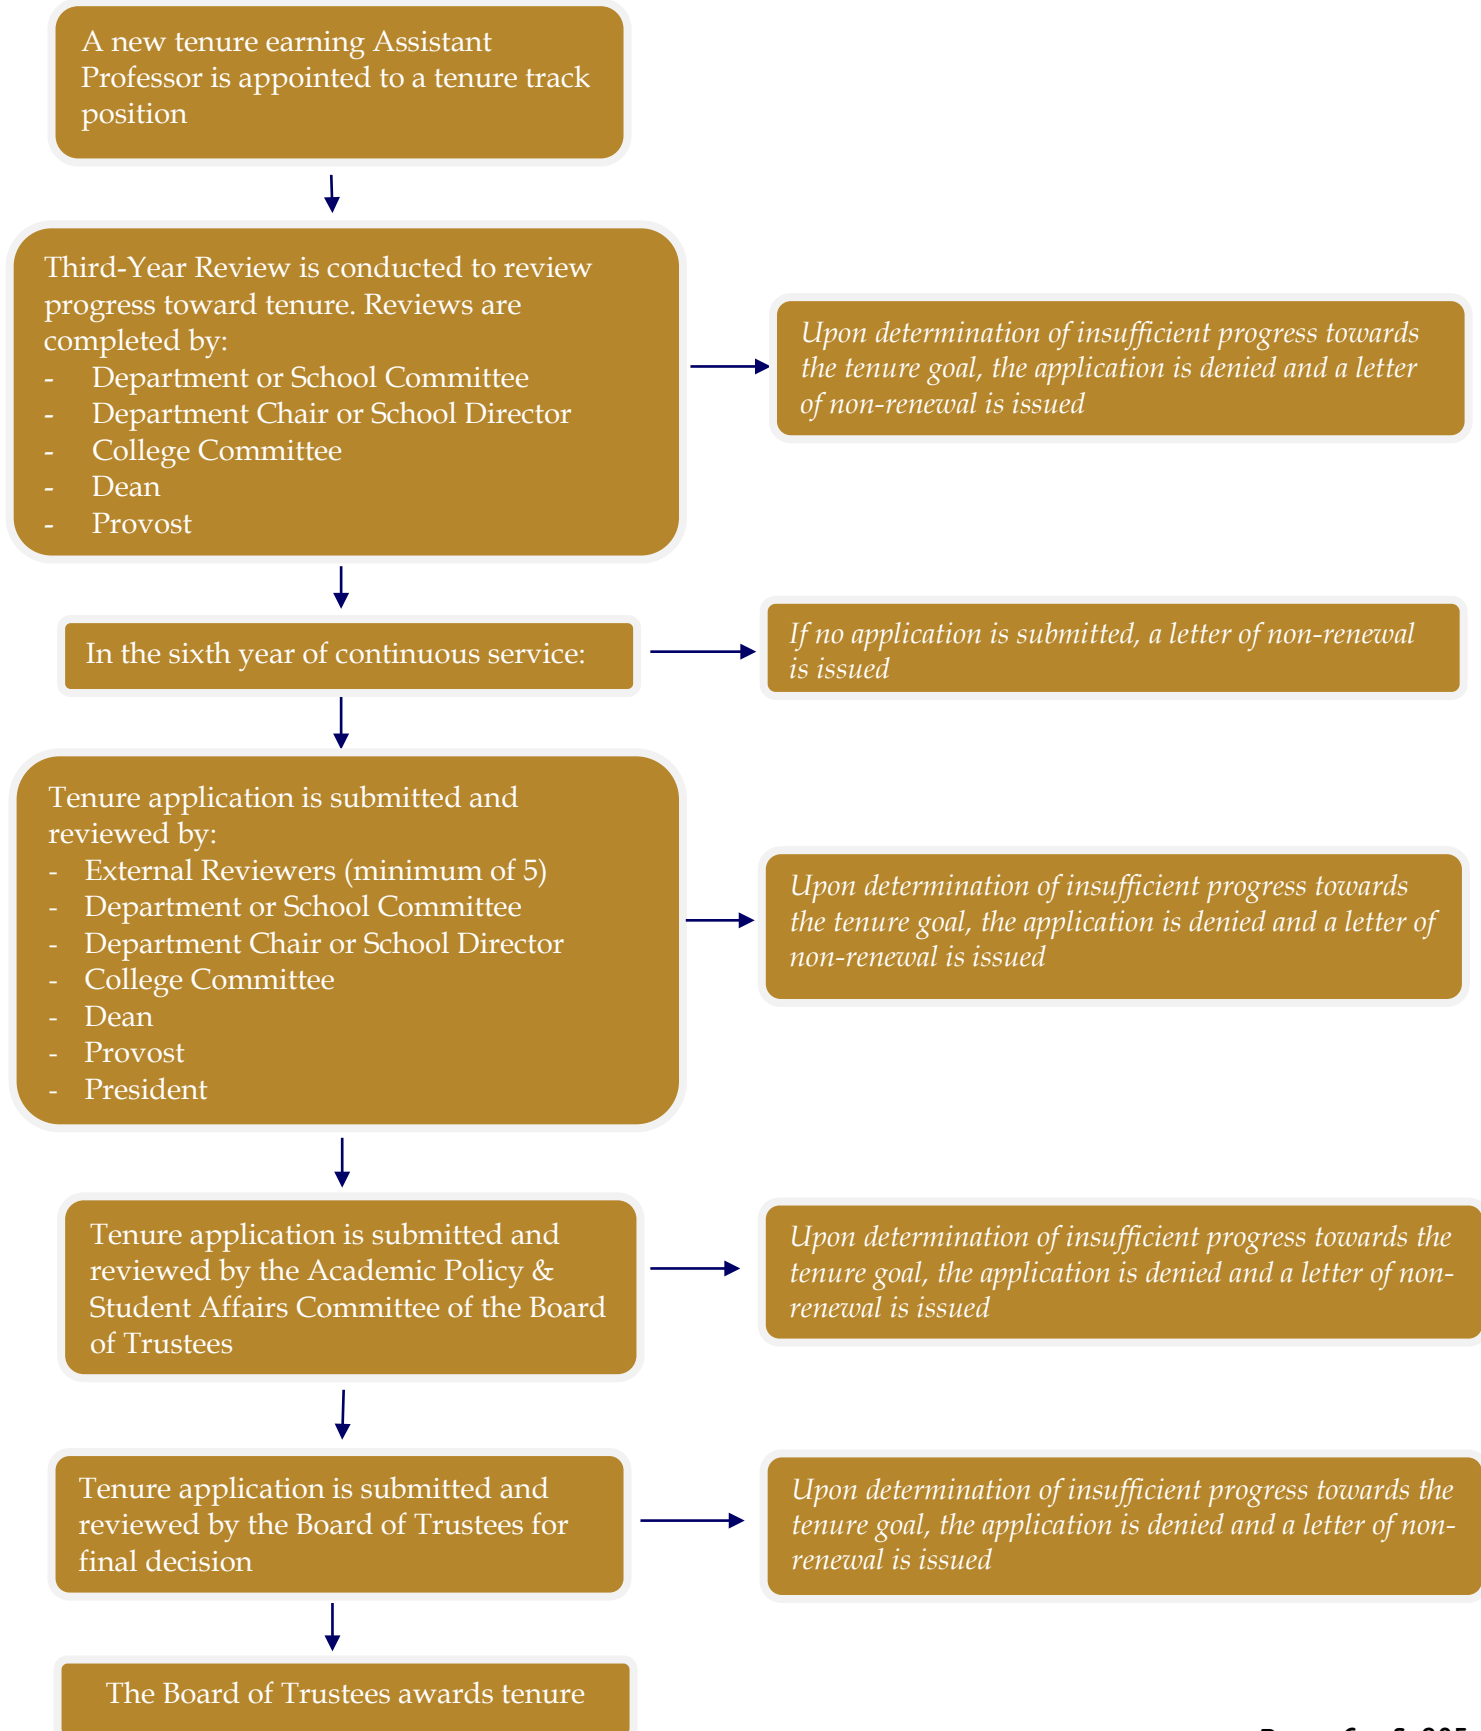 A new tenure earning Assistant
Professor is appointed to a tenure track
position
Third-Year Review is conducted to review
progress toward tenure. Reviews are
completed by:
- Department or School Committee
- Department Chair or School Director
- College Committee
- Dean
- Provost
Upon determination of insufficient progress towards
the tenure goal, the application is denied and a letter
of non-renewal is issued
In the sixth year of continuous service:
If no application is submitted, a letter of non-renewal
is issued
Tenure application is submitted and
reviewed by:
- External Reviewers (minimum of 5)
- Department or School Committee
- Department Chair or School Director
- College Committee
- Dean
- Provost
- President
Upon determination of insufficient progress towards
the tenure goal, the application is denied and a letter of
non-renewal is issued
Tenure application is submitted and
reviewed by the Academic Policy &
Student Affairs Committee of the Board
of Trustees
Upon determination of insufficient progress towards the
tenure goal, the application is denied and a letter of non-
renewal is issued
Tenure application is submitted and
reviewed by the Board of Trustees for
final decision
Upon determination of insufficient progress towards the
tenure goal, the application is denied and a letter of non-
renewal is issued
The Board of Trustees awards tenure